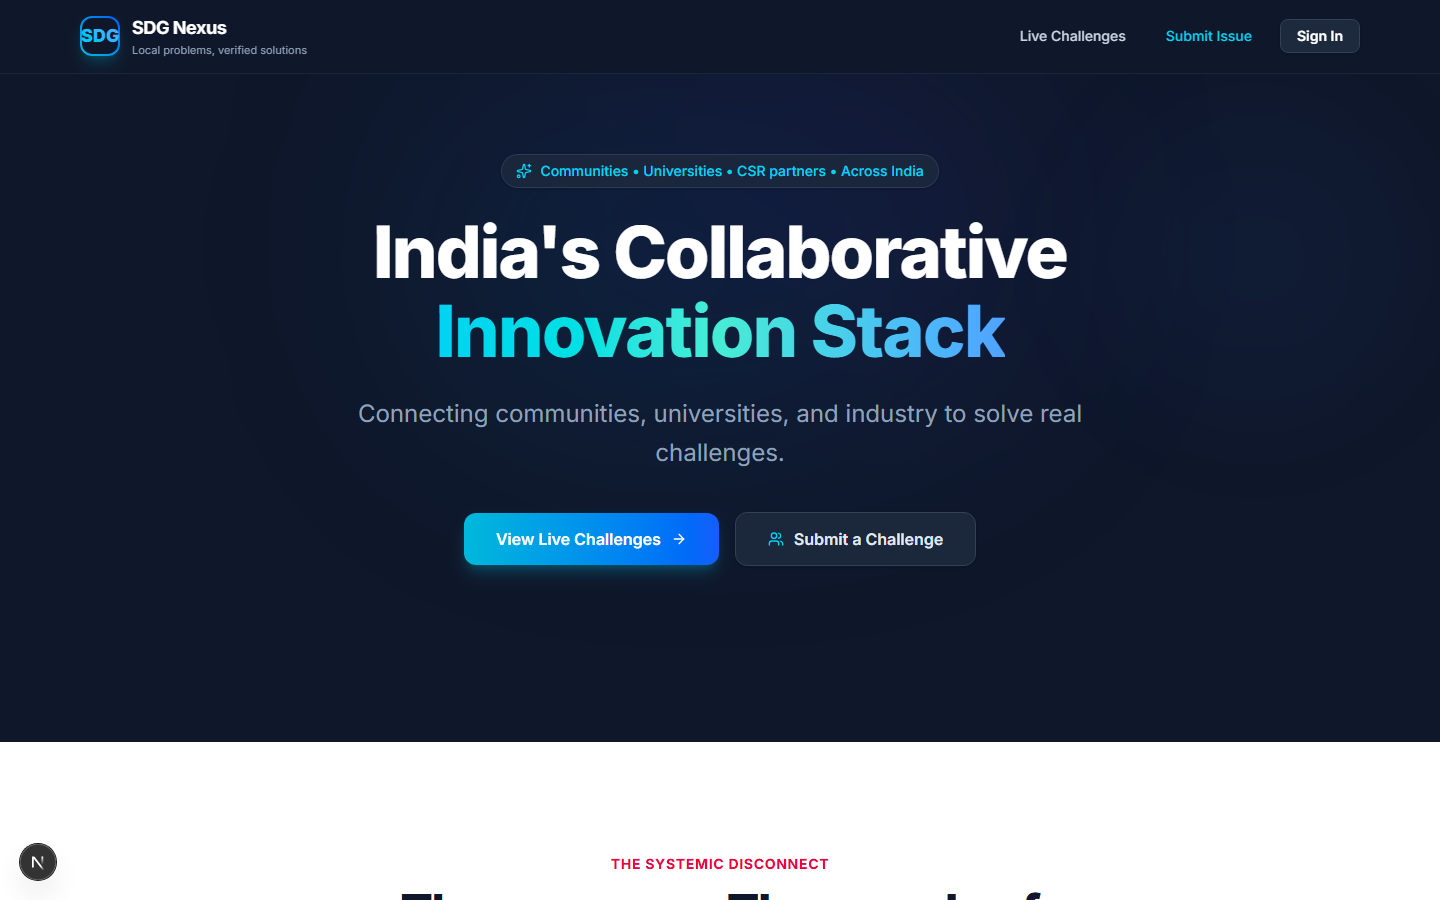 SDG
SDG Nexus
Local problems, verified solutions
Live Challenges
Submit Issue
Sign In
Communities • Universities • CSR partners • Across India
India's Collaborative
Innovation Stack
Connecting communities, universities, and industry to solve real
challenges.
View Live Challenges →
Submit a Challenge
THE SYSTEMIC DISCONNECT
N